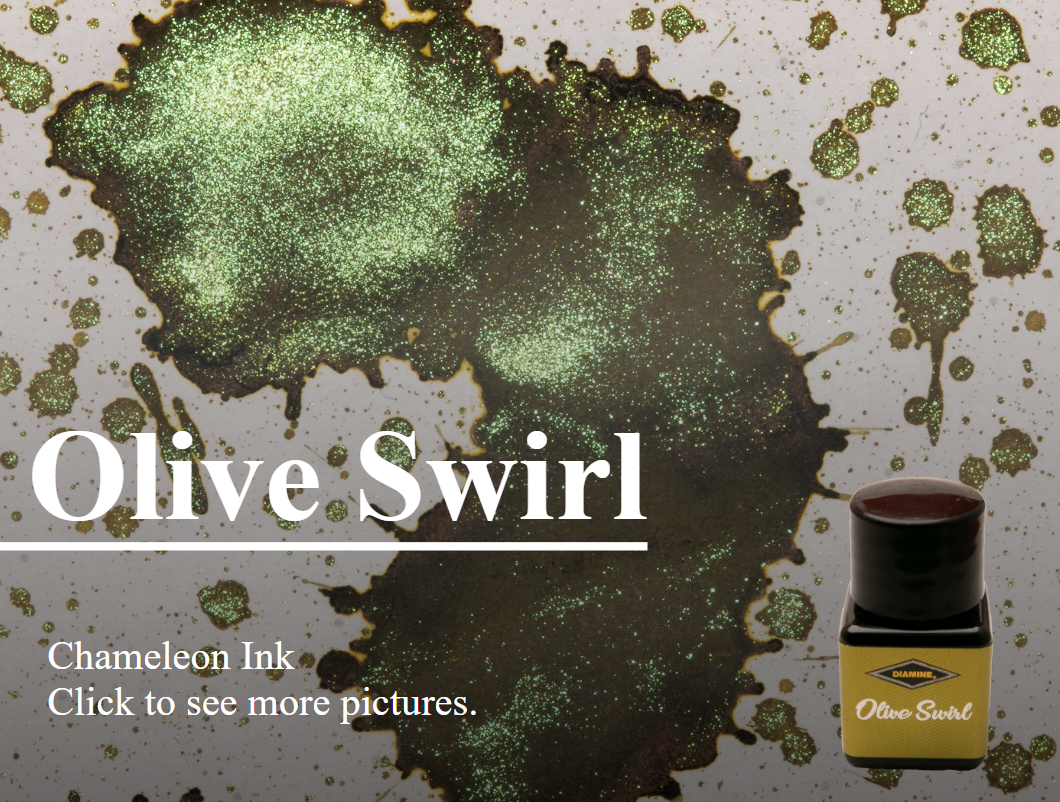 Olive Swirl
Chameleon Ink
Click to see more pictures.
DIAMINE
Olive Swirl